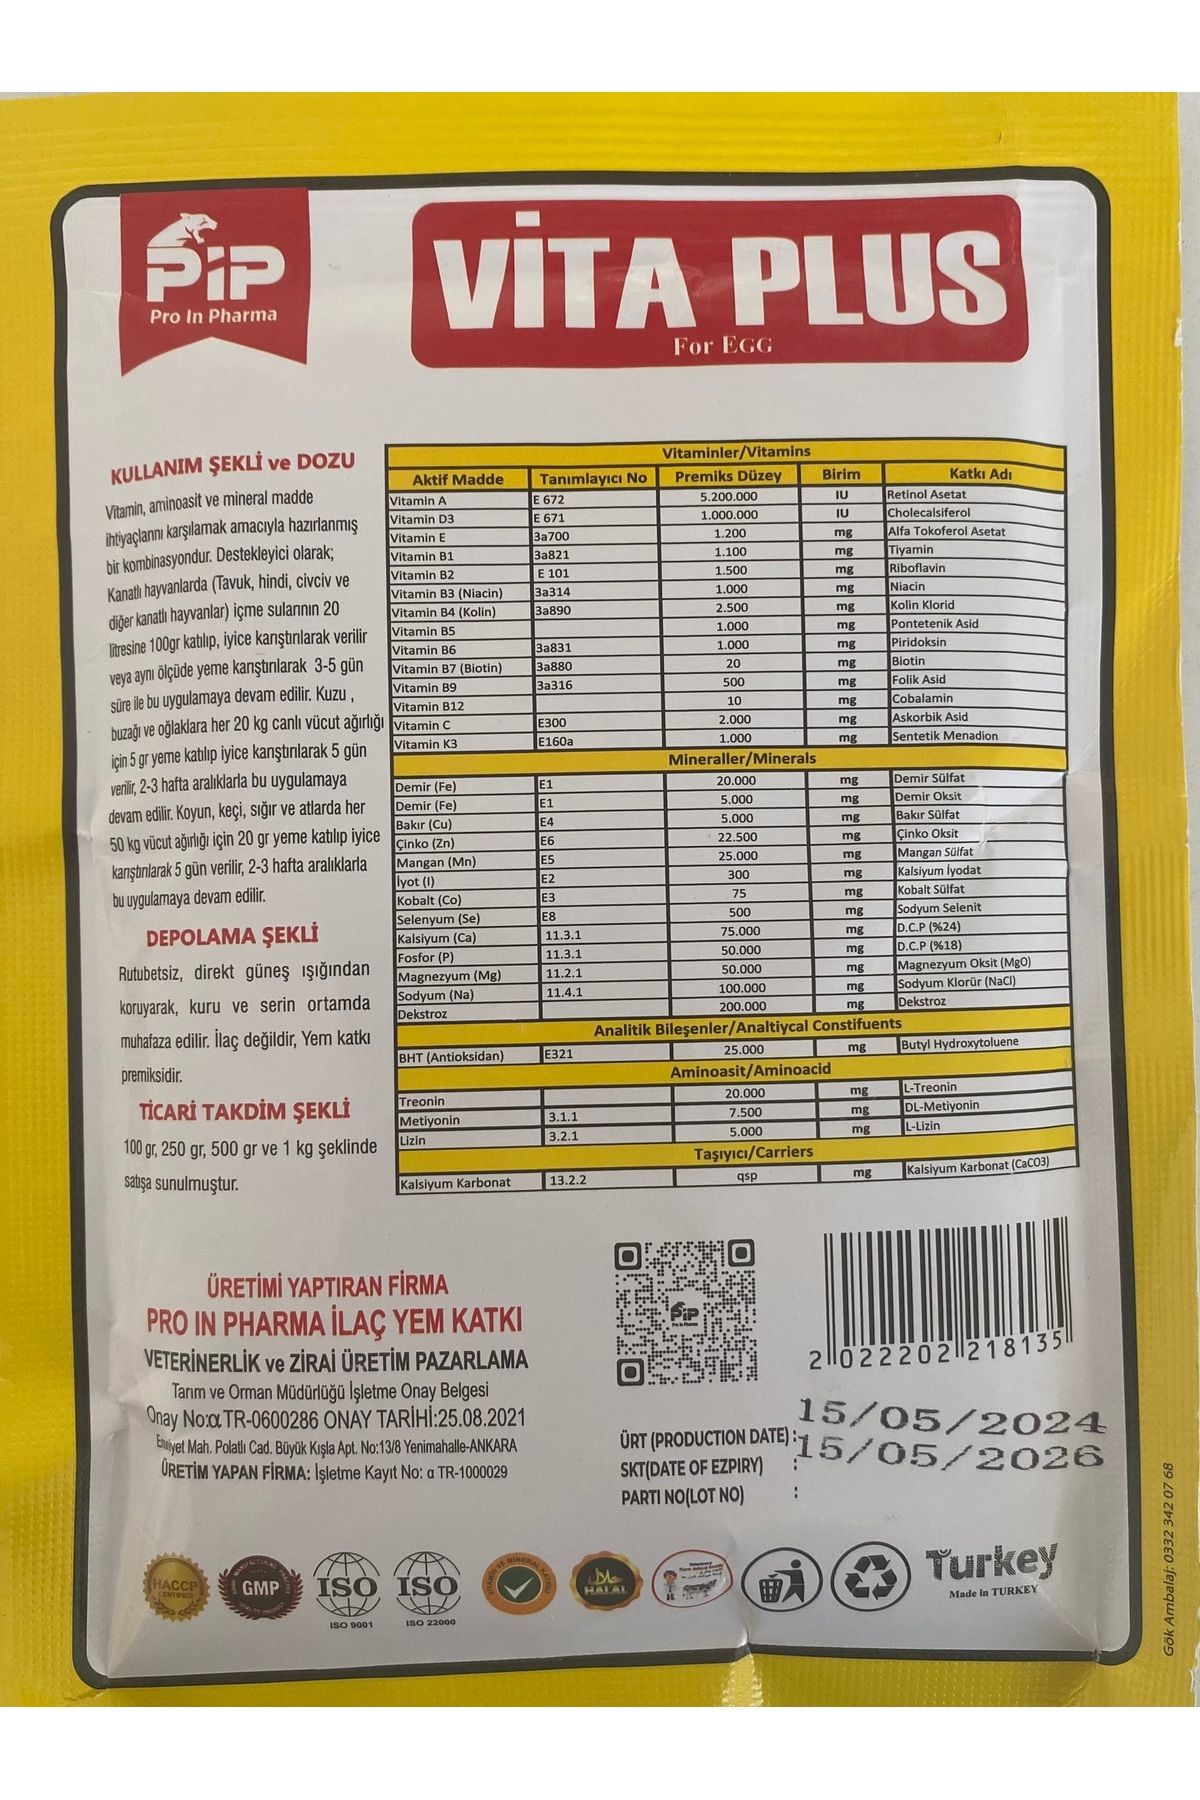 PiP
Pro In Pharma
VİTA PLUS
For EGG
KULLANIM ŞEKLİ ve DOZU
Vitamin, aminoasit ve mineral madde
ihtiyaçlarını karşılamak amacıyla hazırlanmış
bir kombinasyondur. Destekleyici olarak;
Kanatlı hayvanlarda (Tavuk, hindi, civciv ve
diğer kanatlı hayvanlar) içme sularının 20
litresine 100gr katılıp, iyice karıştırılarak verilir
veya aynı ölçüde yeme karıştırılarak 3-5 gün
süre ile bu uygulamaya devam edilir. Kuzu ,
buzağı ve oğlaklara her 20 kg canlı vücut ağırlığı
için 5 gr yeme katılıp iyice karıştırılarak 5 gün
verilir, 2-3 hafta aralıklarla bu uygulamaya
devam edilir. Koyun, keçi, sığır ve atlarda her
50 kg vücut ağırlığı için 20 gr yeme katılıp iyice
karıştırılarak 5 gün verilir, 2-3 hafta aralıklarla
bu uygulamaya devam edilir.
DEPOLAMA ŞEKLİ
Rutubetsiz, direkt güneş ışığından
koruyarak, kuru ve serin ortamda
muhafaza edilir. İlaç değildir, Yem katkı
premiksidir.
TİCARİ TAKDİM ŞEKLİ
100 gr, 250 gr, 500 gr ve 1 kg şeklinde
satışa sunulmuştur.
Vitaminler/Vitamins
Aktif Madde Tanımlayıcı No Premiks Düzey Birim Katkı Adı
Vitamin A E 672 5.200.000 IU Retinol Asetat
Vitamin D3 E 671 1.000.000 IU Cholecalsiferol
Vitamin E 3a700 1.200 mg Alfa Tokoferol Asetat
Vitamin B1 3a821 1.100 mg Tiyamin
Vitamin B2 E 101 1.500 mg Riboflavin
Vitamin B3 (Niacin) 3a314 1.000 mg Niacin
Vitamin B4 (Kolin) 3a890 2.500 mg Kolin Klorid
Vitamin B5 1.000 mg Pontetenik Asid
Vitamin B6 3a831 1.000 mg Piridoksin
Vitamin B7 (Biotin) 3a880 20 mg Biotin
Vitamin B9 3a316 500 mg Folik Asid
Vitamin B12 10 mg Cobalamin
Vitamin C E300 2.000 mg Askorbik Asid
Vitamin K3 E160a 1.000 mg Sentetik Menadion
Mineraller/Minerals
Demir (Fe) E1 20.000 mg Demir Sülfat
Demir (Fe) E1 5.000 mg Demir Oksit
Bakır (Cu) E4 5.000 mg Bakır Sülfat
Çinko (Zn) E6 22.500 mg Çinko Oksit
Mangan (Mn) E5 25.000 mg Mangan Sülfat
İyot (I) E2 300 mg Kalsiyum İyodat
Kobalt (Co) E3 75 mg Kobalt Sülfat
Selenyum (Se) E8 500 mg Sodyum Selenit
Kalsiyum (Ca) 11.3.1 75.000 mg D.C.P (%24)
Fosfor (P) 11.3.1 50.000 mg D.C.P (%18)
Magnezyum (Mg) 11.2.1 50.000 mg Magnezyum Oksit (MgO)
Sodyum (Na) 11.4.1 100.000 mg Sodyum Klorür (NaCl)
Dekstroz 200.000 mg Dekstroz
Analitik Bileşenler/Analtiycal Constifuents
BHT (Antioksidan) E321 25.000 mg Butyl Hydroxytoluene
Aminoasit/Aminoacid
Treonin 20.000 mg L-Treonin
Metiyonin 3.1.1 7.500 mg DL-Metiyonin
Lizin 3.2.1 5.000 mg L-Lizin
Taşıyıcı/Carriers
Kalsiyum Karbonat 13.2.2 qsp mg Kalsiyum Karbonat (CaCO3)
ÜRETİMİ YAPTIRAN FİRMA
PRO IN PHARMA İLAÇ YEM KATKI
VETERİNERLİK ve ZİRAİ ÜRETİM PAZARLAMA
Tarım ve Orman Müdürlüğü İşletme Onay Belgesi
Onay No:α TR-0600286 ONAY TARİHİ:25.08.2021
Emniyet Mah. Polatlı Cad. Büyük Kışla Apt. No:13/8 Yenimahalle-ANKARA
ÜRETİM YAPAN FİRMA: İşletme Kayıt No: α TR-1000029
PiP
Pro In Pharma
2 022202 218135
ÜRT (PRODUCTION DATE) : 15/05/2024
SKT(DATE OF EZPIRY) : 15/05/2026
PARTI NO(LOT NO) :
HACCP
CERTIFIED
GMP
ISO
ISO 9001
ISO
ISO 22000
HALAL
Turkey
Made in TURKEY
Gök Ambalaj: 0332 342 07 68